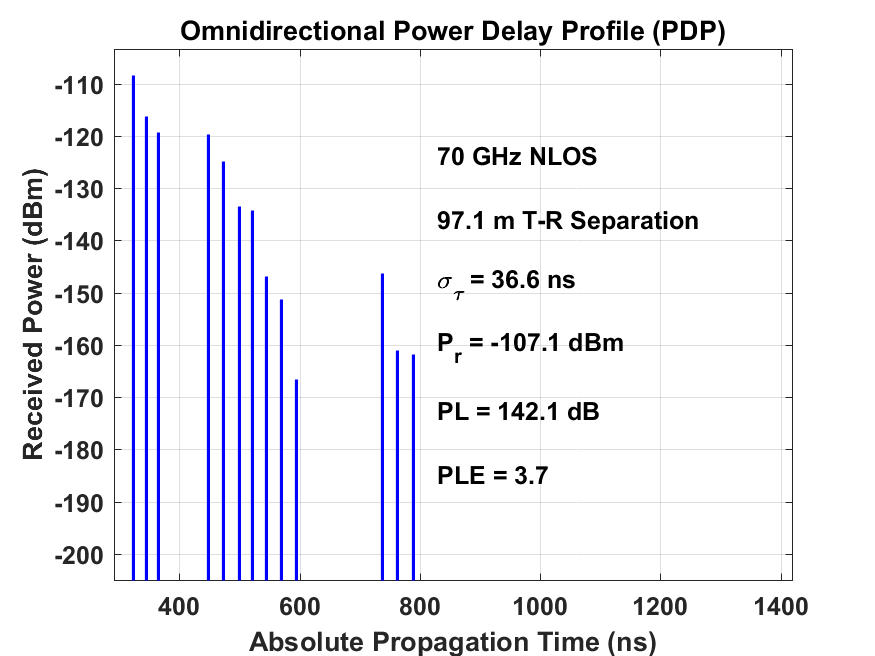 Omnidirectional Power Delay Profile (PDP)
Received Power (dBm)
-110
-120
-130
-140
-150
-160
-170
-180
-190
-200
70 GHz NLOS
97.1 m T-R Separation
σ_τ = 36.6 ns
P_r = -107.1 dBm
PL = 142.1 dB
PLE = 3.7
400 600 800 1000 1200 1400
Absolute Propagation Time (ns)